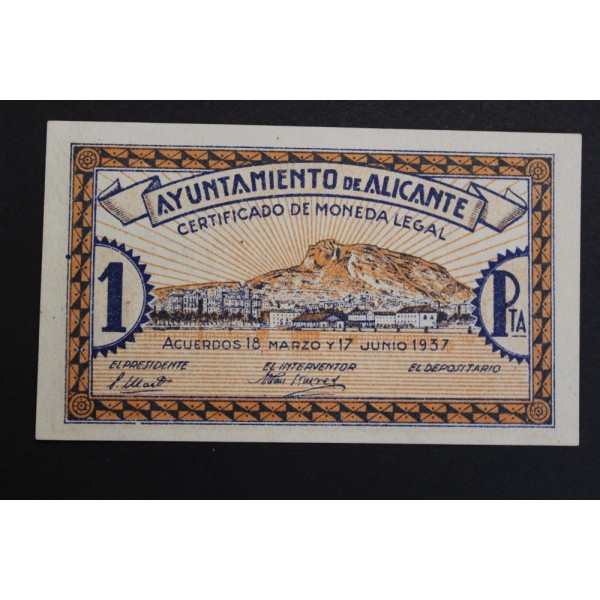 AYUNTAMIENTO DE ALICANTE
CERTIFICADO DE MONEDA LEGAL
1 PTA
ACUERDOS 18 MARZO Y 17 JUNIO 1937
EL PRESIDENTE EL INTERVENTOR EL DEPOSITARIO